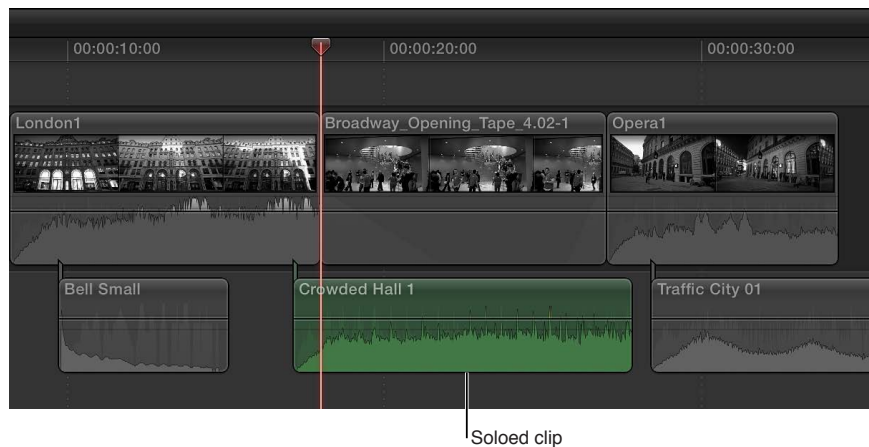 00:00:10:00 00:00:20:00 00:00:30:00
London1 Broadway_Opening_Tape_4.02-1 Opera1
Bell Small Crowded Hall 1 Traffic City 01
Soloed clip